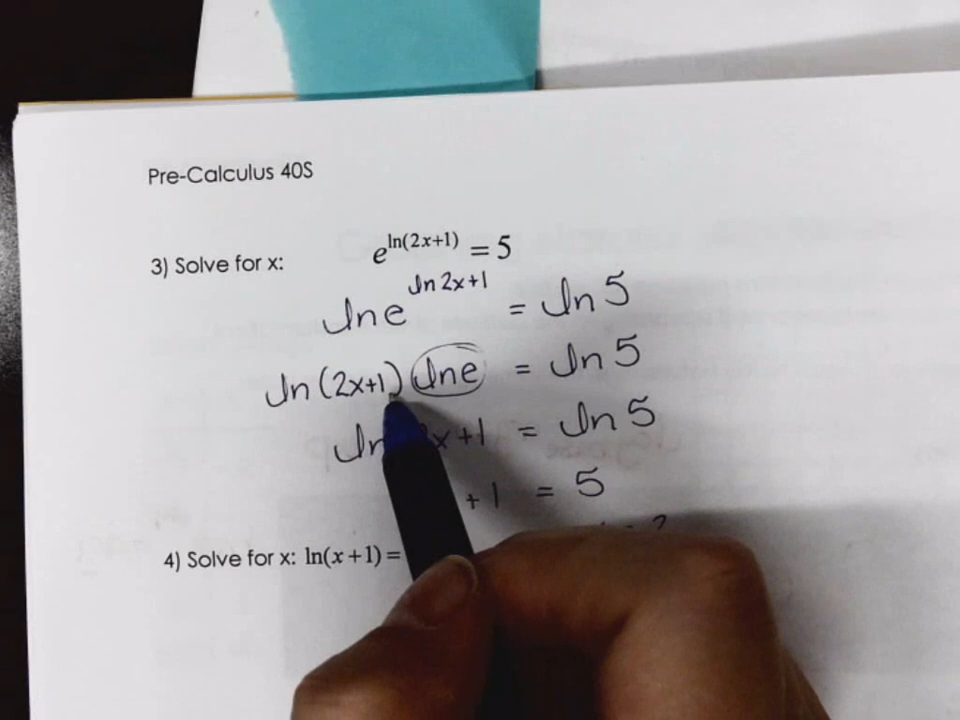 Pre-Calculus 40S
3) Solve for x: e^ln(2x+1) = 5
ln e^ln 2x+1 = ln 5
ln (2x+1) ln e = ln 5
ln x+1 = ln 5
+ 1 = 5
4) Solve for x: ln(x+1) =